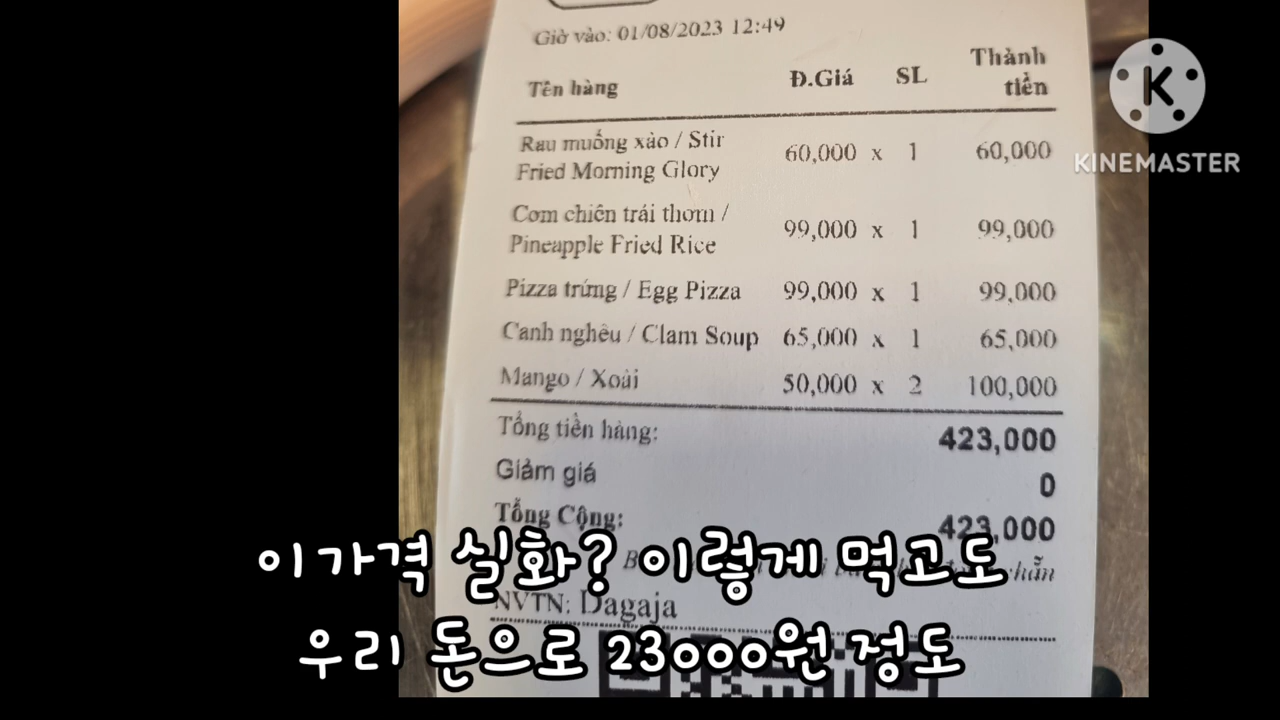 Giờ vào: 01/08/2023 12:49
Tên hàng Đ.Giá SL Thành tiền
Rau muống xào / Stir Fried Morning Glory 60,000 x 1 60,000
Cơm chiên trái thơm / Pineapple Fried Rice 99,000 x 1 99,000
Pizza trứng / Egg Pizza 99,000 x 1 99,000
Canh nghêu / Clam Soup 65,000 x 1 65,000
Mango / Xoài 50,000 x 2 100,000
Tổng tiền hàng: 423,000
Giảm giá 0
Tổng Cộng: 423,000
NVTN: Dagaja
이가격 실화? 이렇게 먹고도
우리 돈으로 23000원 정도
KINEMASTER